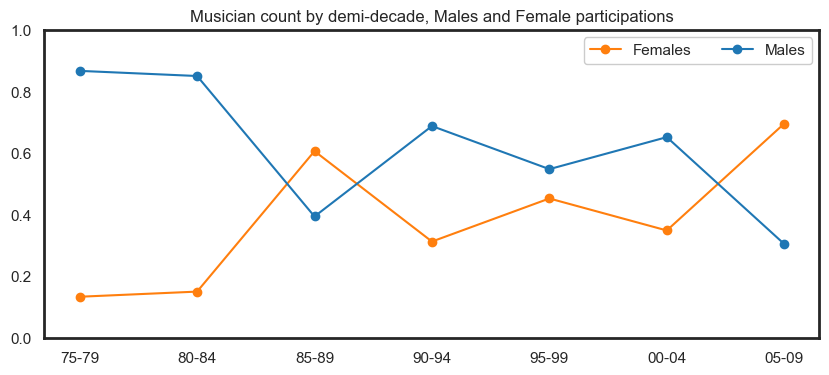 Musician count by demi-decade, Males and Female participations
Females Males
1.0
0.8
0.6
0.4
0.2
0.0
75-79 80-84 85-89 90-94 95-99 00-04 05-09